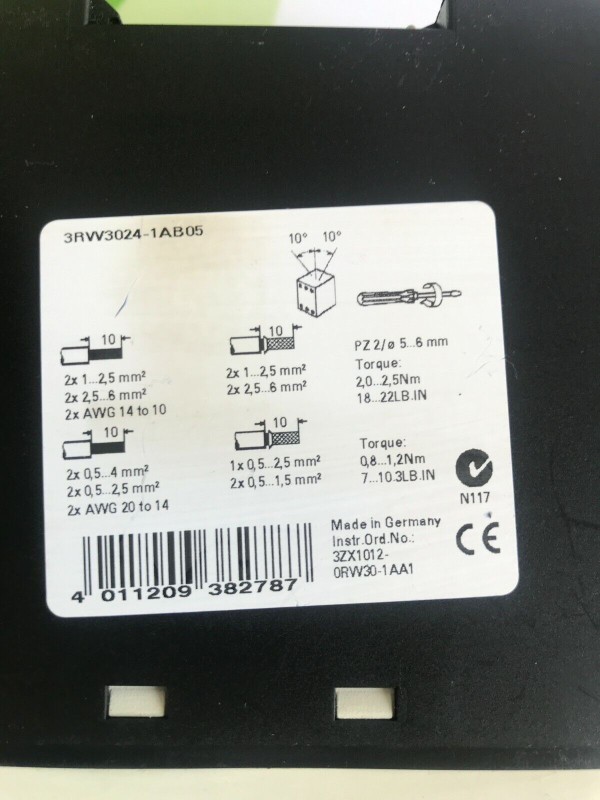 3RW3024-1AB05
10° 10°
10
2x 1...2,5 mm²
2x 2,5...6 mm²
2x AWG 14 to 10
10
2x 1...2,5 mm²
2x 2,5...6 mm²
PZ 2/ø 5...6 mm
Torque:
2,0...2,5Nm
18...22LB.IN
10
2x 0,5...4 mm²
2x 0,5...2,5 mm²
2x AWG 20 to 14
10
1x 0,5...2,5 mm²
2x 0,5...1,5 mm²
Torque:
0,8...1,2Nm
7...10.3LB.IN
N117
Made in Germany
Instr.Ord.No.:
3ZX1012-
0RW30-1AA1
CE
4 011209 382787